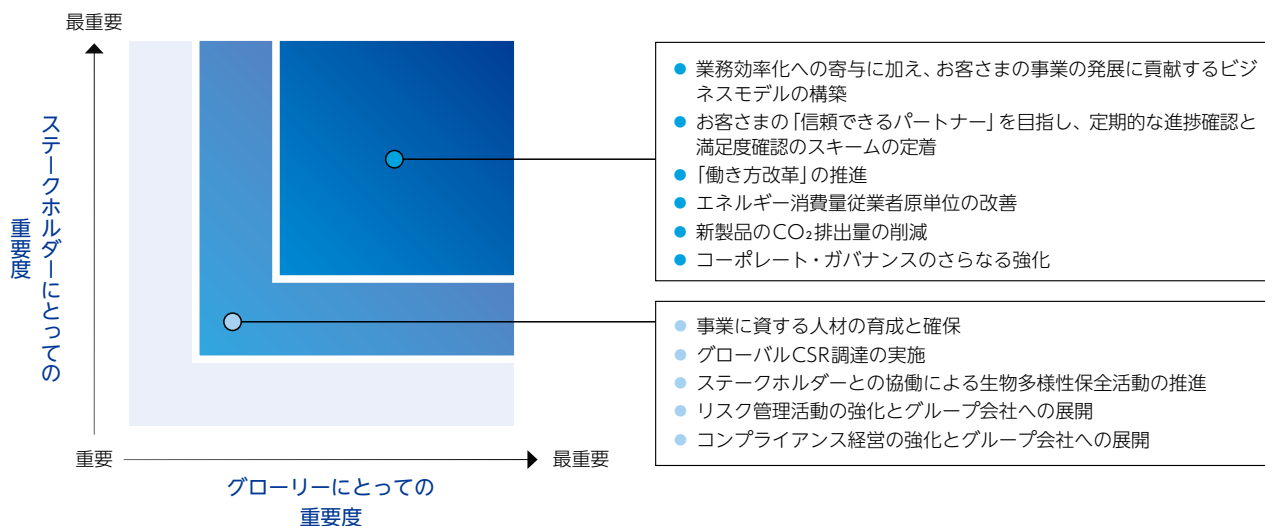 最重要
ステークホルダーにとっての
重要度
重要
最重要
グローリーにとっての
重要度
● 業務効率化への寄与に加え、お客さまの事業の発展に貢献するビジ
ネスモデルの構築
● お客さまの「信頼できるパートナー」を目指し、定期的な進捗確認と
満足度確認のスキームの定着
● 「働き方改革」の推進
● エネルギー消費量従業者原単位の改善
● 新製品のCO₂排出量の削減
● コーポレート・ガバナンスのさらなる強化
● 事業に資する人材の育成と確保
● グローバルCSR調達の実施
● ステークホルダーとの協働による生物多様性保全活動の推進
● リスク管理活動の強化とグループ会社への展開
● コンプライアンス経営の強化とグループ会社への展開